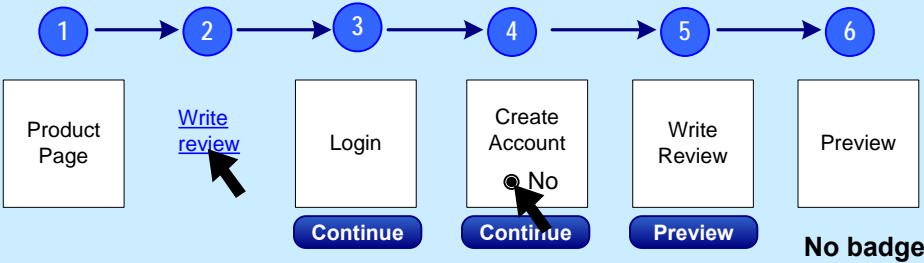 1 2 3 4 5 6
Product
Page
Write
review
Login
Create
Account
No
Write
Review
Preview
Continue
Continue
Preview
No badge